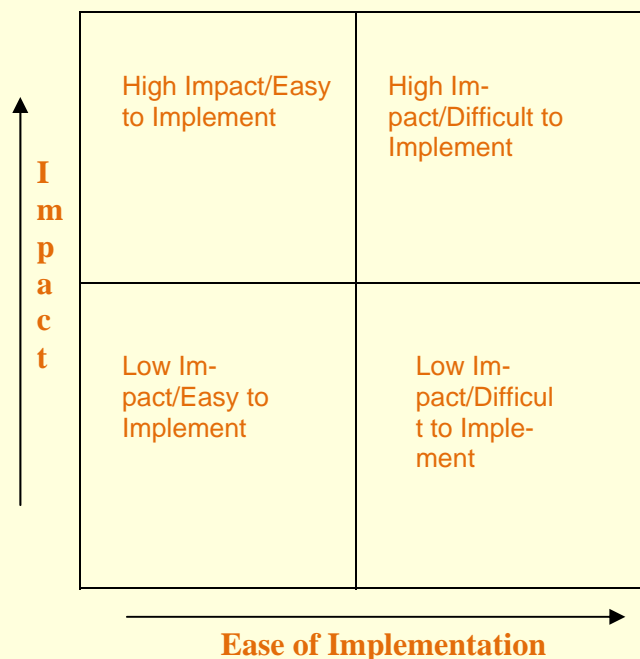 High Impact/Easy
to Implement
High Im-
pact/Difficult to
Implement
I
m
p
a
c
t
Low Im-
pact/Easy to
Implement
Low Im-
pact/Difficul
t to Imple-
ment
Ease of Implementation